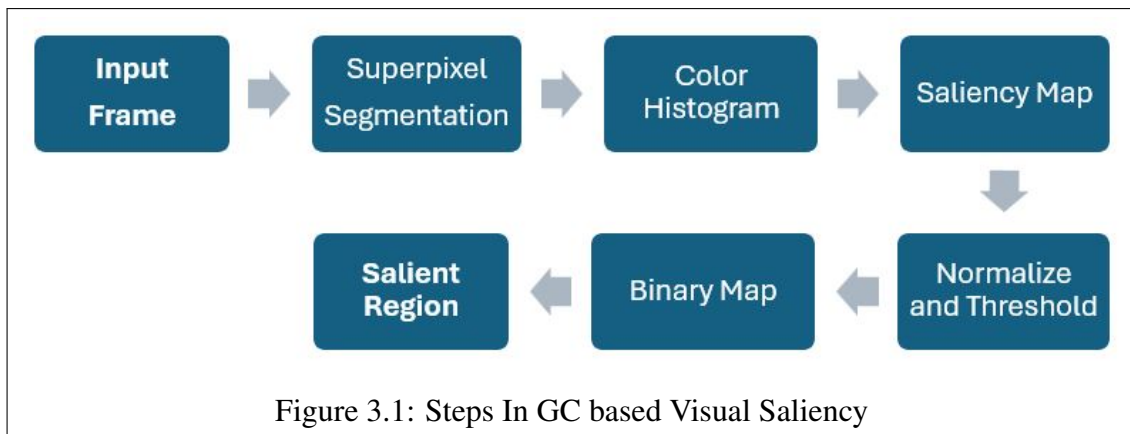 Input
Frame
Superpixel
Segmentation
Color
Histogram
Saliency Map
Normalize
and Threshold
Binary Map
Salient
Region
Figure 3.1: Steps In GC based Visual Saliency